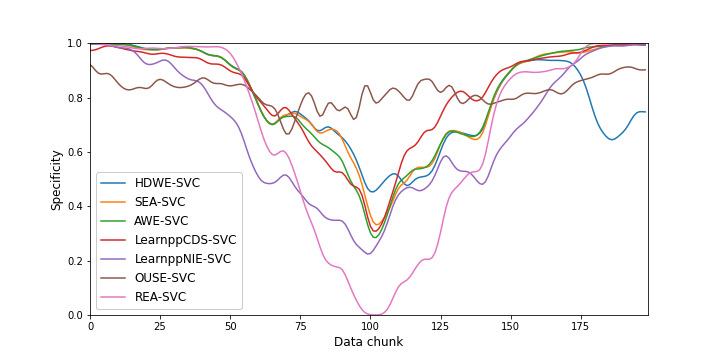 1.0
0.8
0.6
0.4
0.2
0.0
Specificity
HDWE-SVC
SEA-SVC
AWE-SVC
LearnppCDS-SVC
LearnppNIE-SVC
OUSE-SVC
REA-SVC
0 25 50 75 100 125 150 175
Data chunk